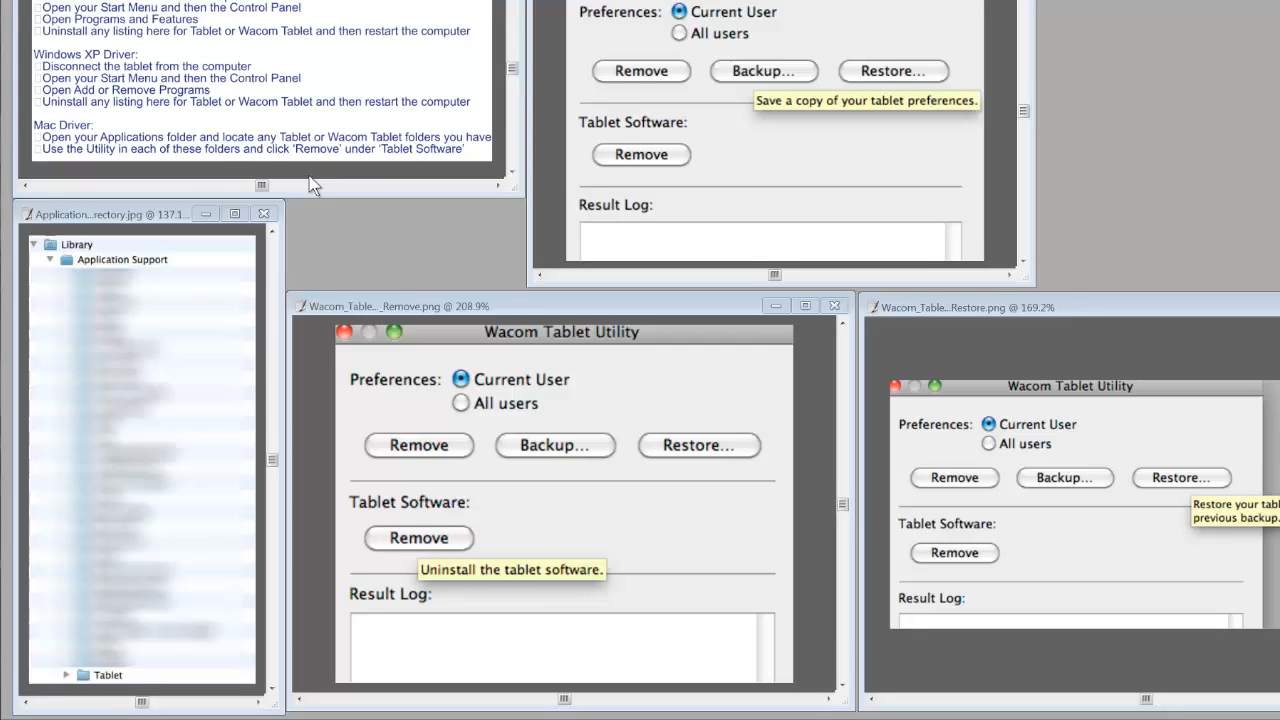 Open your Start Menu and then the Control Panel
Open Programs and Features
Uninstall any listing here for Tablet or Wacom Tablet and then restart the computer
Windows XP Driver:
Disconnect the tablet from the computer
Open your Start Menu and then the Control Panel
Open Add or Remove Programs
Uninstall any listing here for Tablet or Wacom Tablet and then restart the computer
Mac Driver:
Open your Applications folder and locate any Tablet or Wacom Tablet folders you have
Use the Utility in each of these folders and click ‘Remove’ under ‘Tablet Software’
Preferences: Current User
All users
Remove Backup... Restore...
Save a copy of your tablet preferences.
Tablet Software:
Remove
Result Log:
Application...rectory.jpg @ 137.1...
Library
Application Support
Tablet
Wacom_Table..._Remove.png @ 208.9%
Wacom Tablet Utility
Preferences: Current User
All users
Remove Backup... Restore...
Tablet Software:
Remove
Uninstall the tablet software.
Result Log:
Wacom_Table...Restore.png @ 169.2%
Wacom Tablet Utility
Preferences: Current User
All users
Remove Backup... Restore...
Restore your tabl
previous backup.
Tablet Software:
Remove
Result Log: